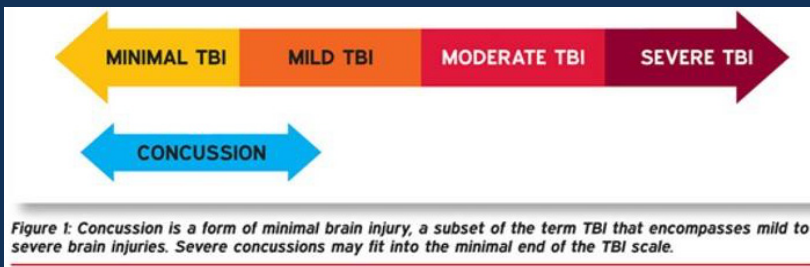 MINIMAL TBI MILD TBI MODERATE TBI SEVERE TBI
CONCUSSION
Figure 1: Concussion is a form of minimal brain injury, a subset of the term TBI that encompasses mild to
severe brain injuries. Severe concussions may fit into the minimal end of the TBI scale.